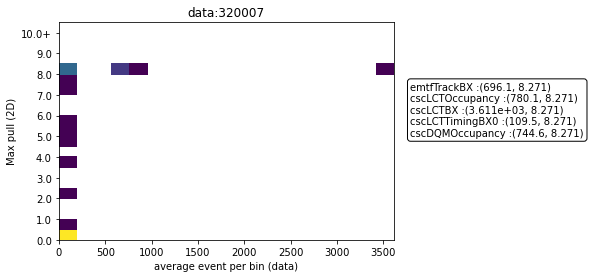 data:320007
Max pull (2D)
10.0+
9.0
8.0
7.0
6.0
5.0
4.0
3.0
2.0
1.0
0.0
0 500 1000 1500 2000 2500 3000 3500
average event per bin (data)
emtfTrackBX :(696.1, 8.271)
cscLCTOccupancy :(780.1, 8.271)
cscLCTBX :(3.611e+03, 8.271)
cscLCTTimingBX0 :(109.5, 8.271)
cscDQMOccupancy :(744.6, 8.271)